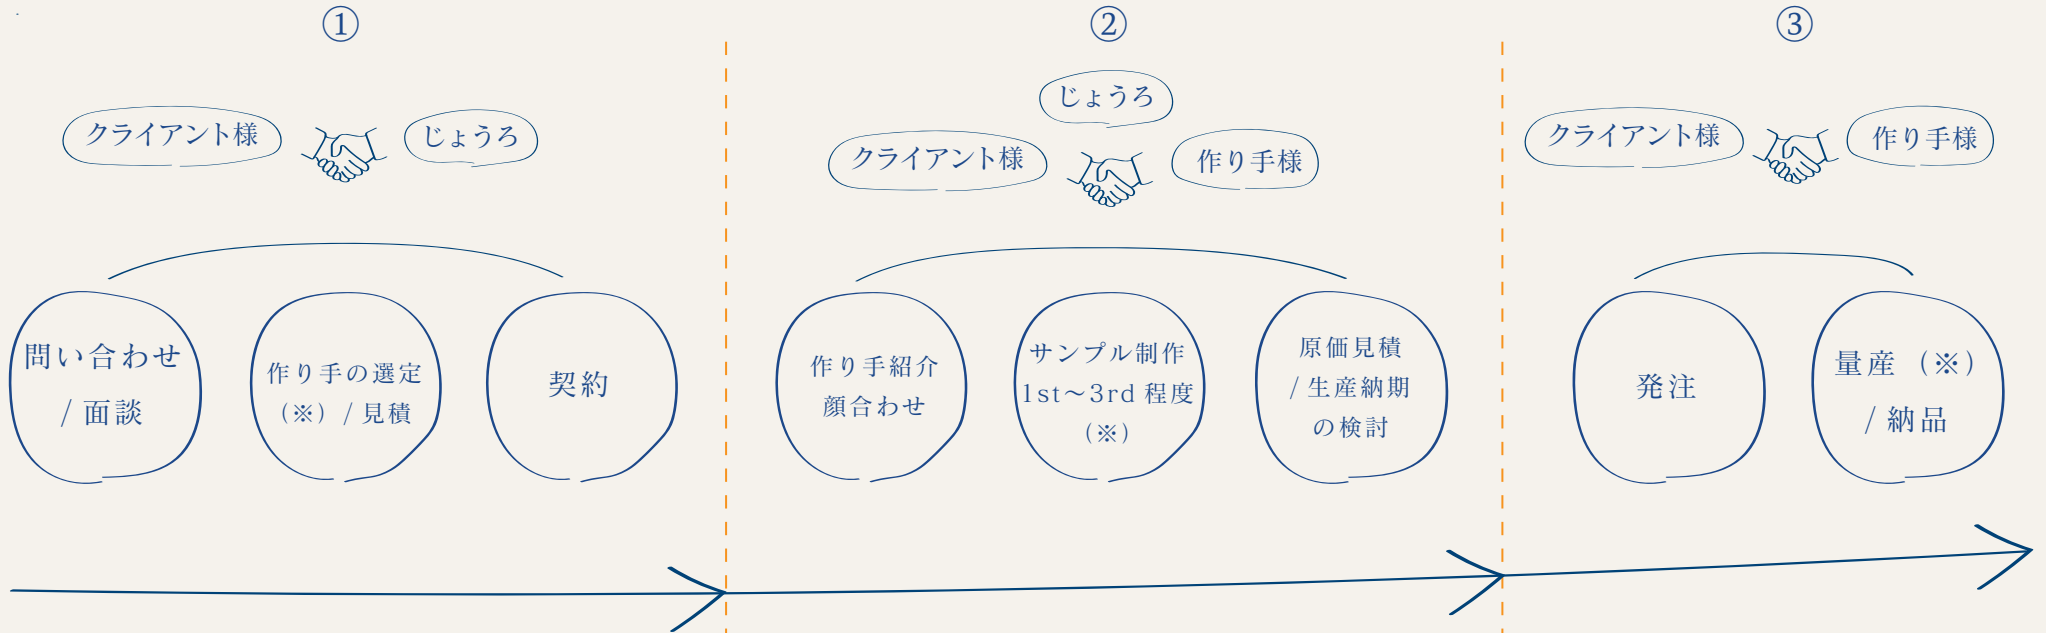 ①
クライアント様
じょうろ
問い合わせ
/ 面談
作り手の選定
（※）/ 見積
契約
②
じょうろ
クライアント様
作り手様
作り手紹介
顔合わせ
サンプル制作
1st〜3rd 程度
（※）
原価見積
/ 生産納期
の検討
③
クライアント様
作り手様
発注
量産（※）
/ 納品